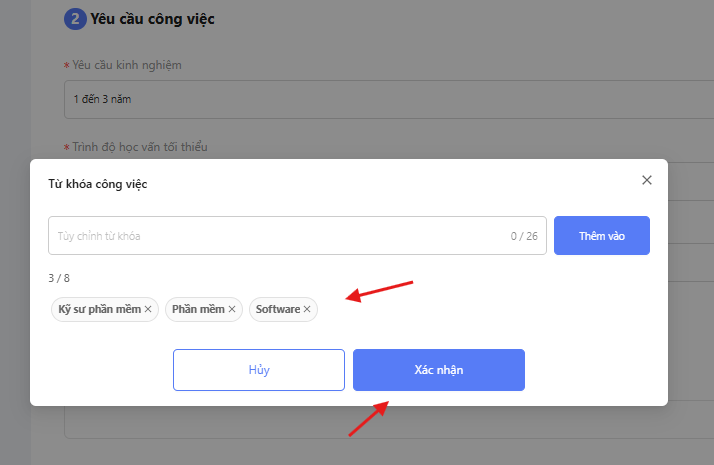 2 Yêu cầu công việc
* Yêu cầu kinh nghiệm
1 đến 3 năm
* Trình độ học vấn tối thiểu
Từ khóa công việc
Tùy chỉnh từ khóa 0 / 26 Thêm vào
3 / 8
Kỹ sư phần mềm Phần mềm Software
Hủy Xác nhận